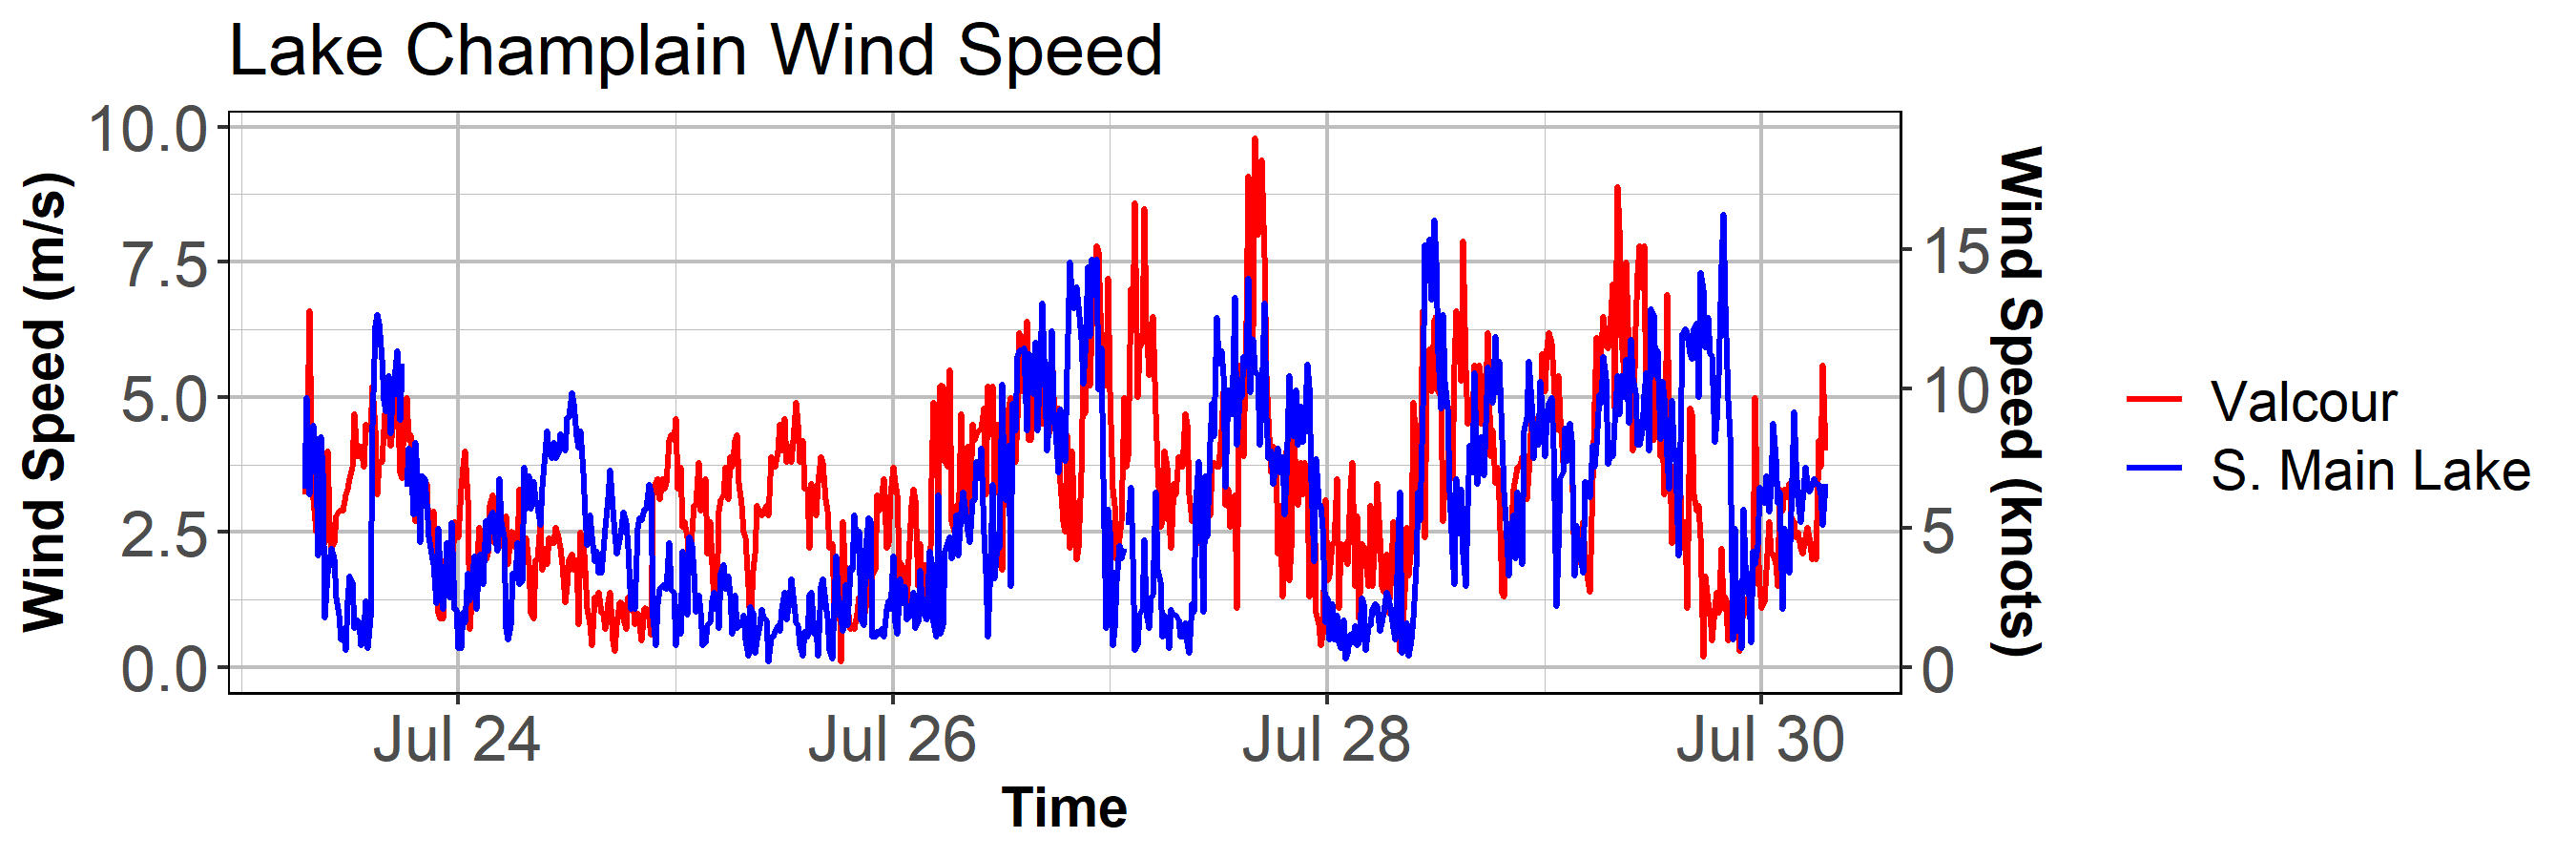 Lake Champlain Wind Speed
Wind Speed (m/s)
10.0
7.5
5.0
2.5
0.0
15
10
5
0
Wind Speed (knots)
Jul 24
Jul 26
Jul 28
Jul 30
Time
Valcour
S. Main Lake